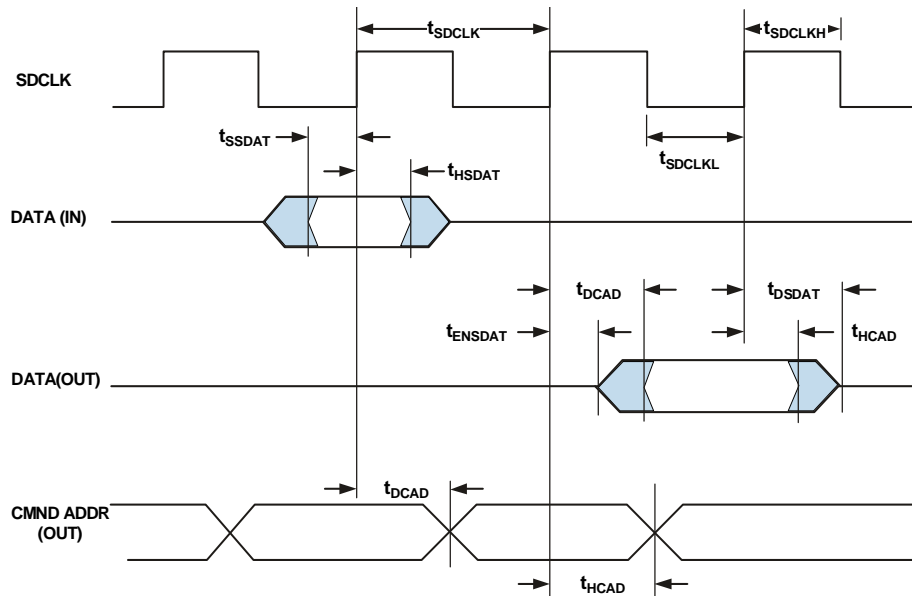 tSDCLK
tSDCLKH
SDCLK
tSSDAT
tHSDAT
tSDCLKL
DATA (IN)
tDCAD
tDSDAT
tENSDAT
tHCAD
DATA(OUT)
tDCAD
CMND ADDR
(OUT)
tHCAD